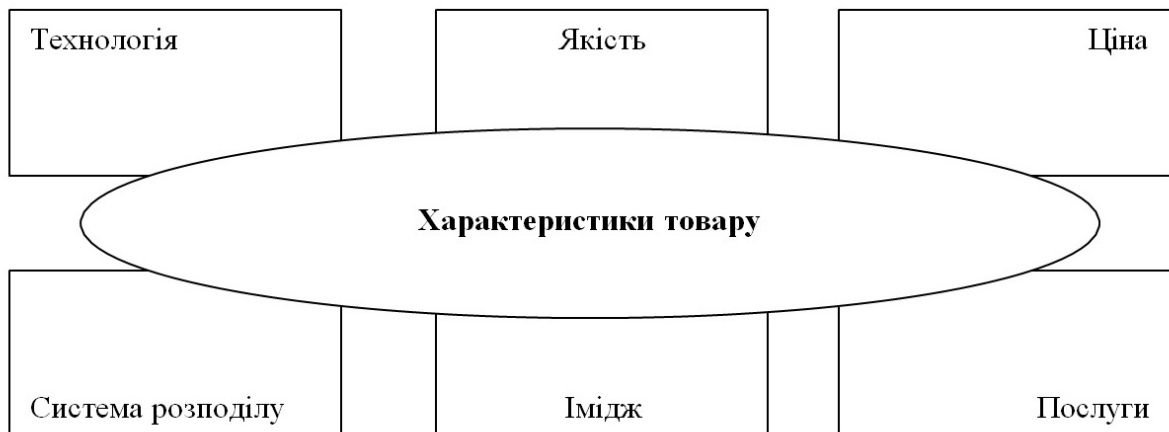 Технологія
Якість
Ціна
Характеристики товару
Система розподілу
Імідж
Послуги